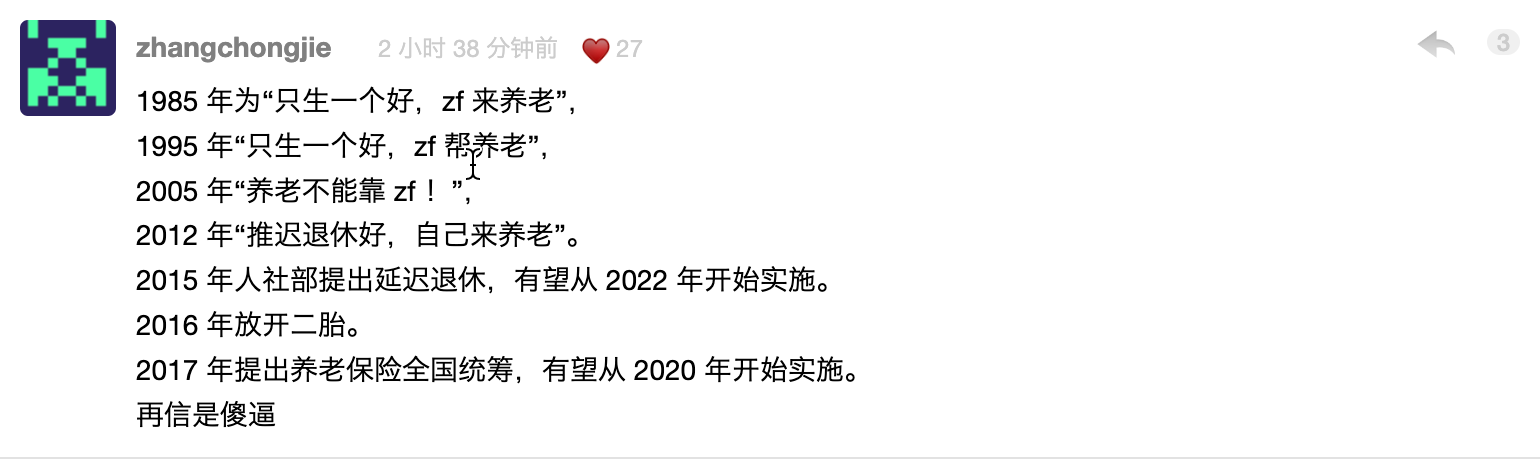 zhangchongjie 2 小时 38 分钟前 27 3
1985 年为“只生一个好，zf 来养老”,
1995 年“只生一个好，zf 帮养老”,
2005 年“养老不能靠 zf！”,
2012 年“推迟退休好，自己来养老”。
2015 年人社部提出延迟退休，有望从 2022 年开始实施。
2016 年放开二胎。
2017 年提出养老保险全国统筹，有望从 2020 年开始实施。
再信是傻逼